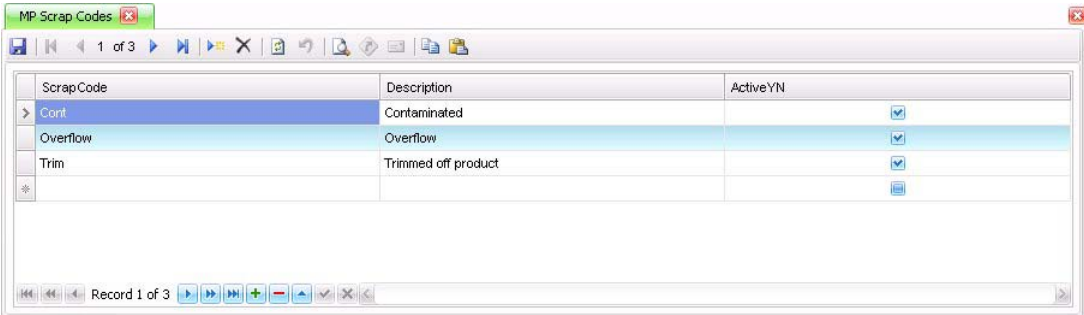 MP Scrap Codes
1 of 3
ScrapCode Description ActiveYN
Cont Contaminated
Overflow Overflow
Trim Trimmed off product
Record 1 of 3